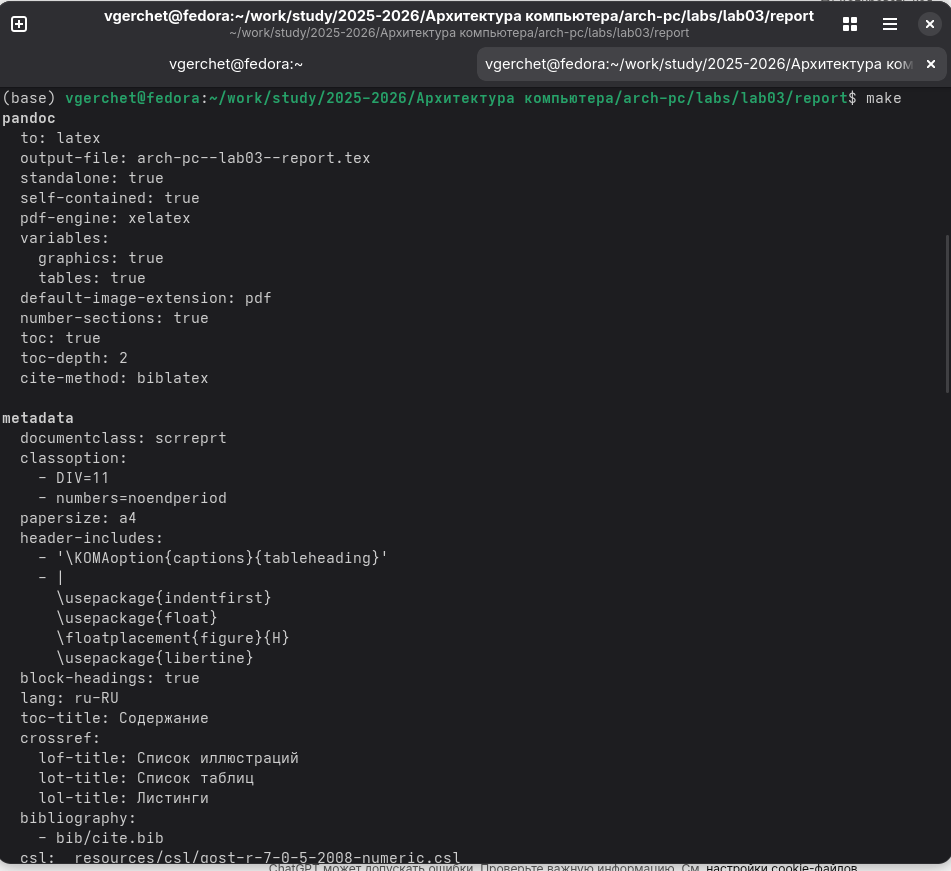 vgerchet@fedora:~/work/study/2025-2026/Архитектура компьютера/arch-pc/labs/lab03/report
~/work/study/2025-2026/Архитектура компьютера/arch-pc/labs/lab03/report
vgerchet@fedora:~
vgerchet@fedora:~/work/study/2025-2026/Архитектура ком
(base) vgerchet@fedora:~/work/study/2025-2026/Архитектура компьютера/arch-pc/labs/lab03/report$ make
pandoc
  to: latex
  output-file: arch-pc--lab03--report.tex
  standalone: true
  self-contained: true
  pdf-engine: xelatex
  variables:
    graphics: true
    tables: true
  default-image-extension: pdf
  number-sections: true
  toc: true
  toc-depth: 2
  cite-method: biblatex

metadata
  documentclass: scrreprt
  classoption:
    - DIV=11
    - numbers=noendperiod
  papersize: a4
  header-includes:
    - '\KOMAoption{captions}{tableheading}'
    - |
      \usepackage{indentfirst}
      \usepackage{float}
      \floatplacement{figure}{H}
      \usepackage{libertine}
  block-headings: true
  lang: ru-RU
  toc-title: Содержание
  crossref:
    lof-title: Список иллюстраций
    lot-title: Список таблиц
    lol-title: Листинги
  bibliography:
    - bib/cite.bib
  csl: _resources/csl/gost-r-7-0-5-2008-numeric.csl
ChatGPT может допускать ошибки. Проверьте важную информацию. См. настройки cookie-файлов.